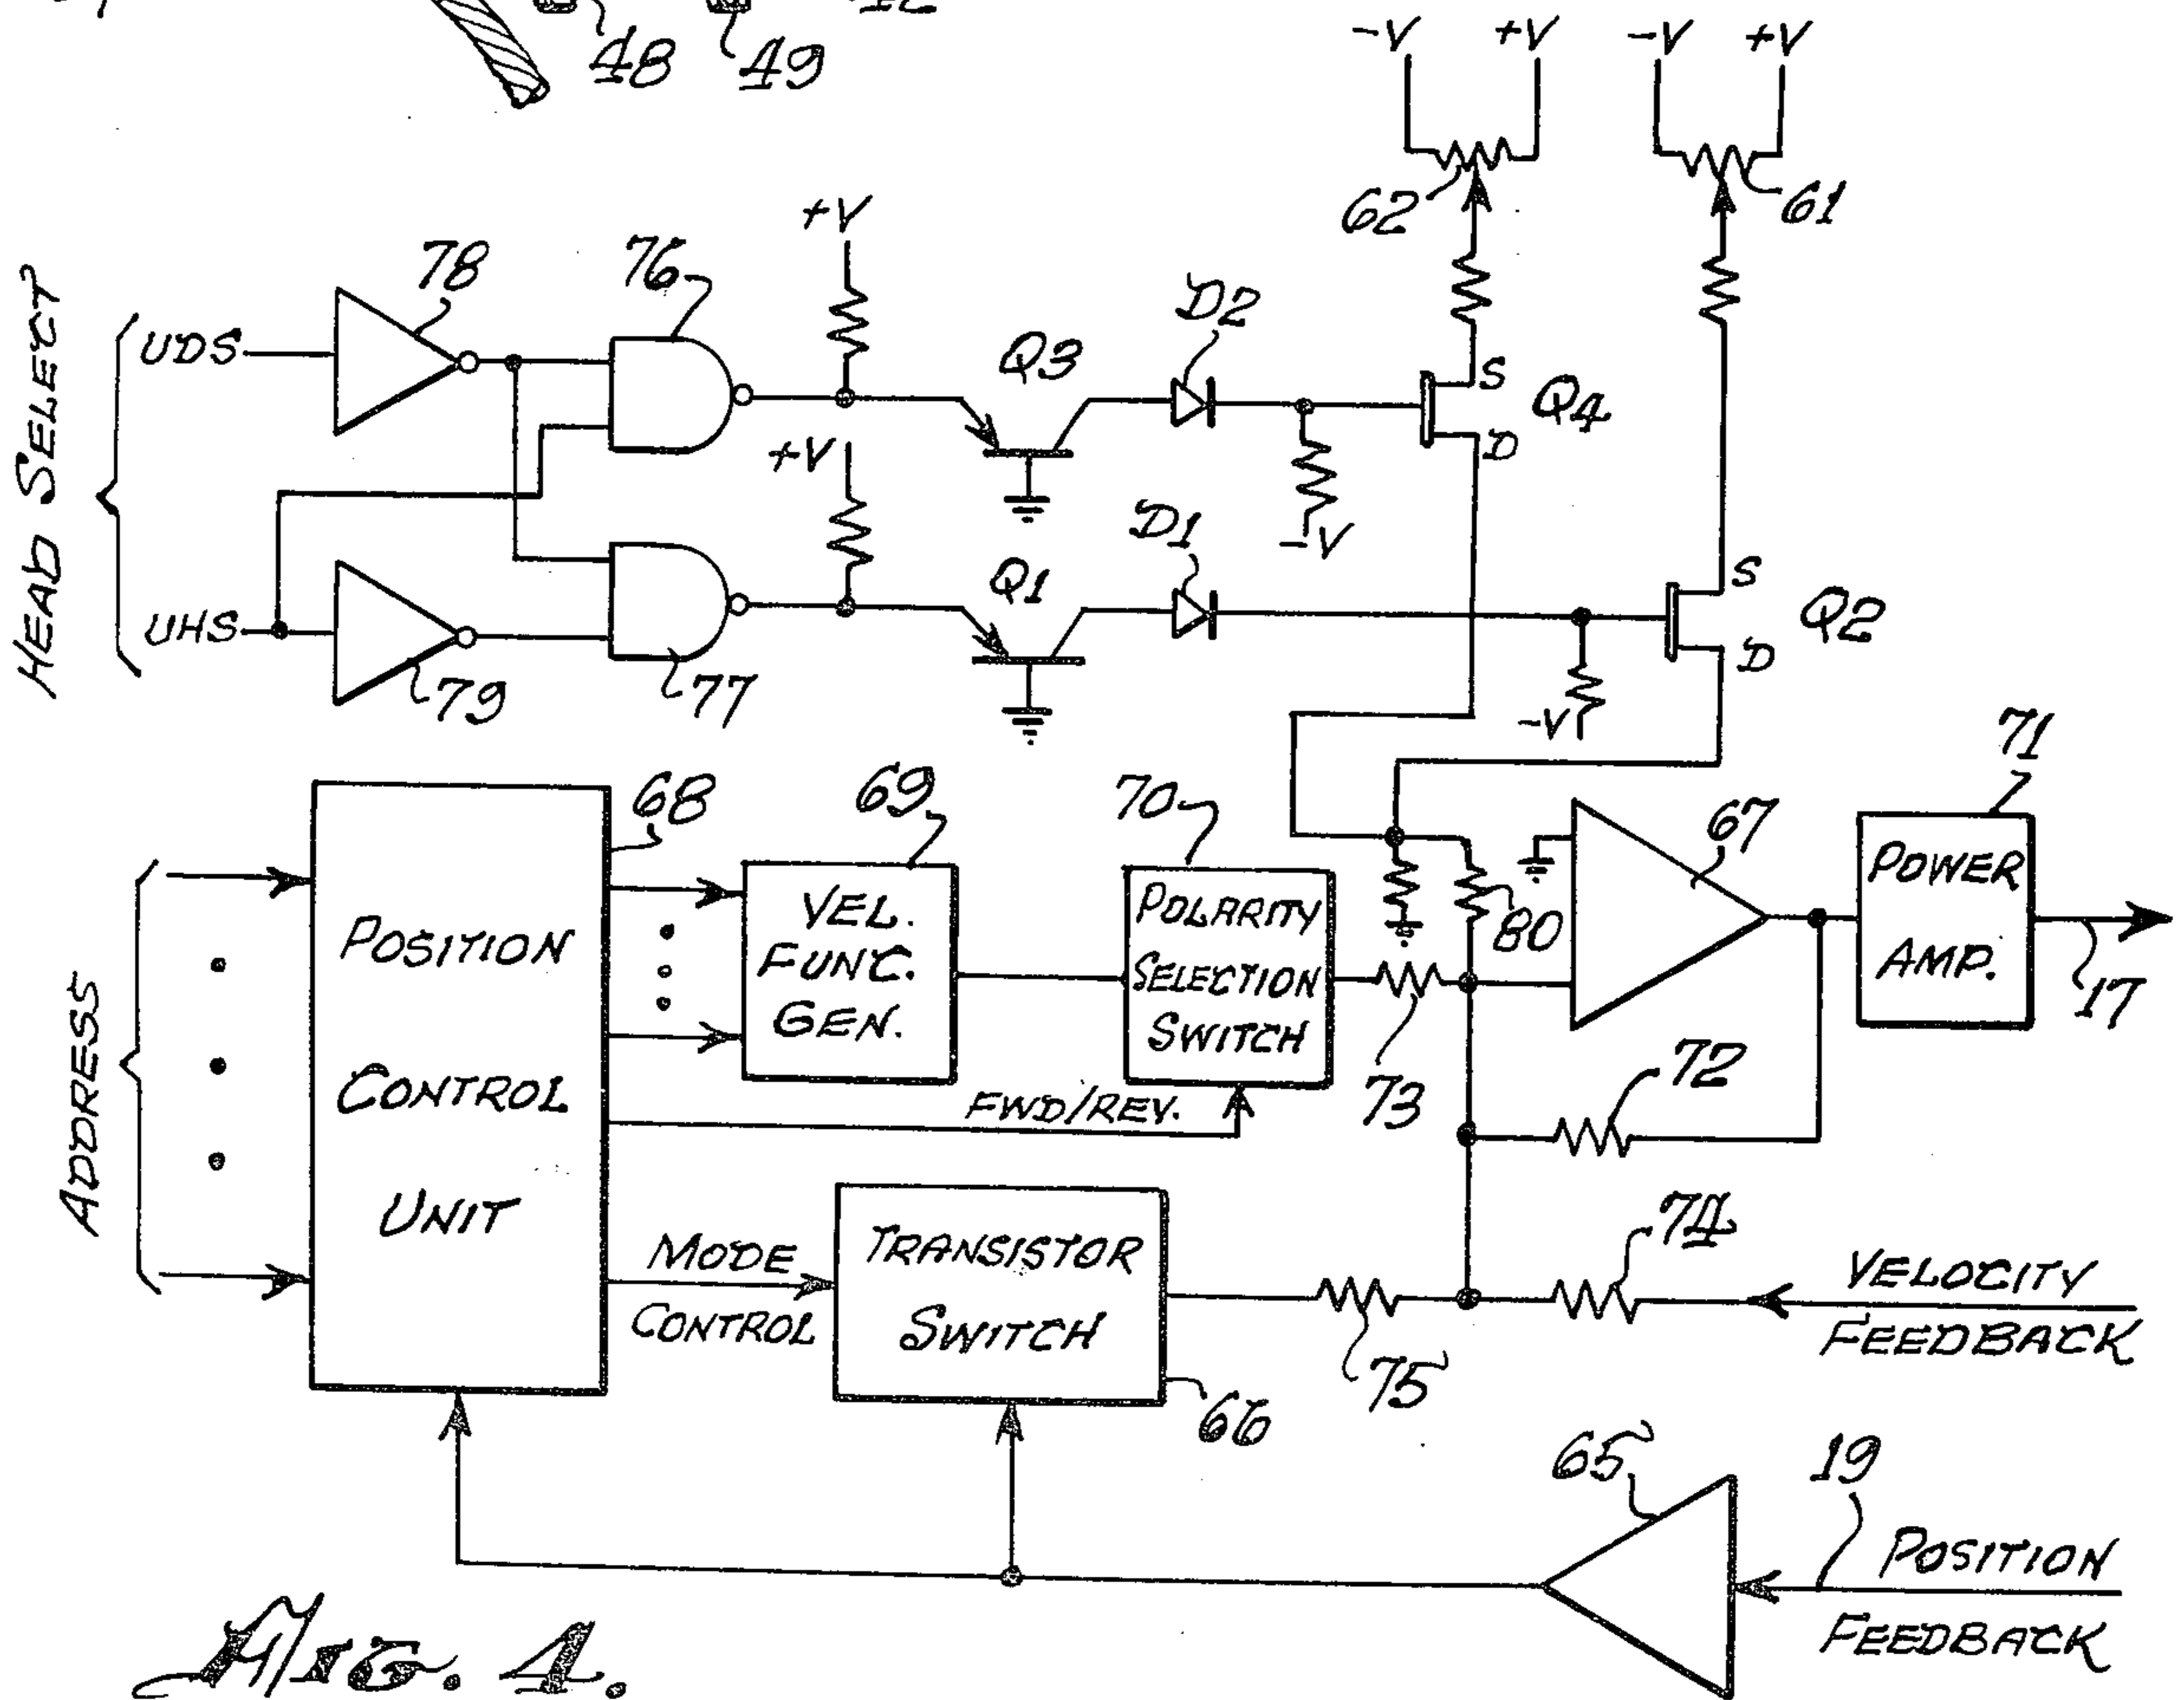 48 49 12
-V +V -V +V
62 61
HEAD SELECT
UDS
78
76
+V
Q3
D2
S
Q4
D
-V
UHS
79
77
+V
Q1
D1
S
Q2
D
-V
ADDRESS
POSITION
CONTROL
UNIT
68
VEL.
FUNC.
GEN.
69
POLARITY
SELECTION
SWITCH
70
FWD/REV.
73
80
67
POWER
AMP.
71
17
72
MODE
CONTROL
TRANSISTOR
SWITCH
66
75
74
VELOCITY
FEEDBACK
65
19
POSITION
FEEDBACK
FIG. 4.